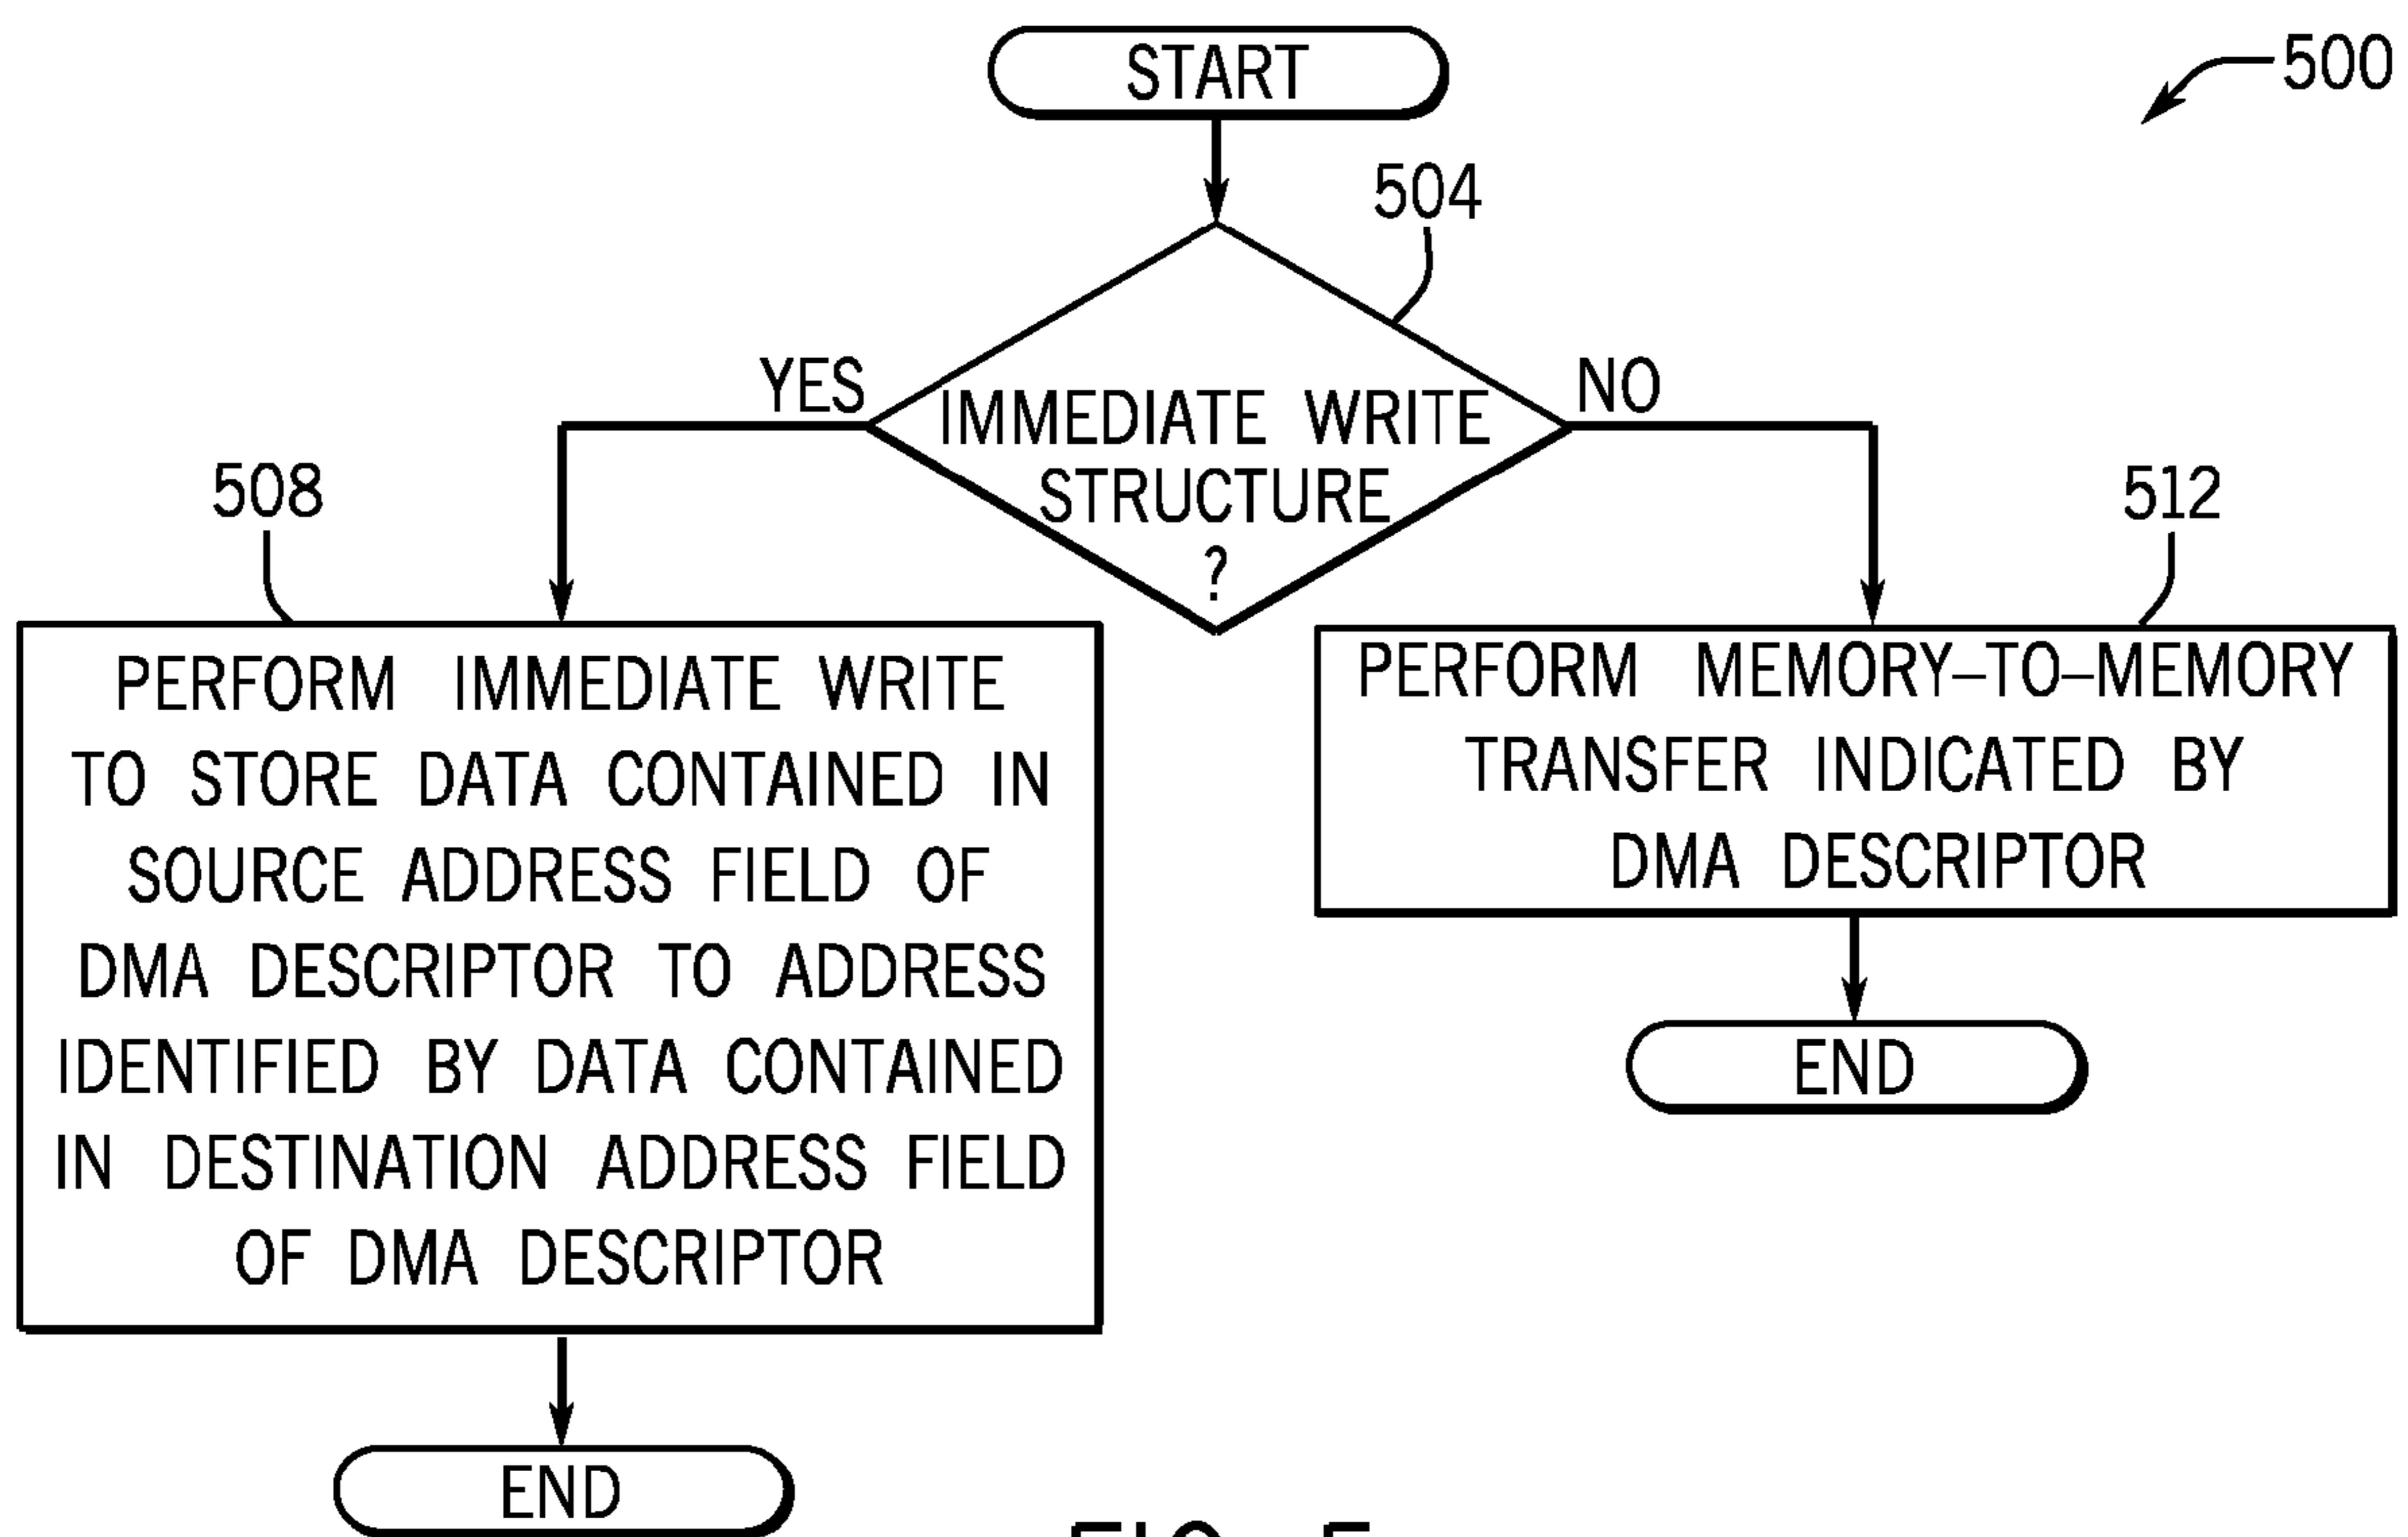 START
500
504
YES
NO
IMMEDIATE WRITE
STRUCTURE
?
508
PERFORM IMMEDIATE WRITE
TO STORE DATA CONTAINED IN
SOURCE ADDRESS FIELD OF
DMA DESCRIPTOR TO ADDRESS
IDENTIFIED BY DATA CONTAINED
IN DESTINATION ADDRESS FIELD
OF DMA DESCRIPTOR
END
512
PERFORM MEMORY–TO–MEMORY
TRANSFER INDICATED BY
DMA DESCRIPTOR
END